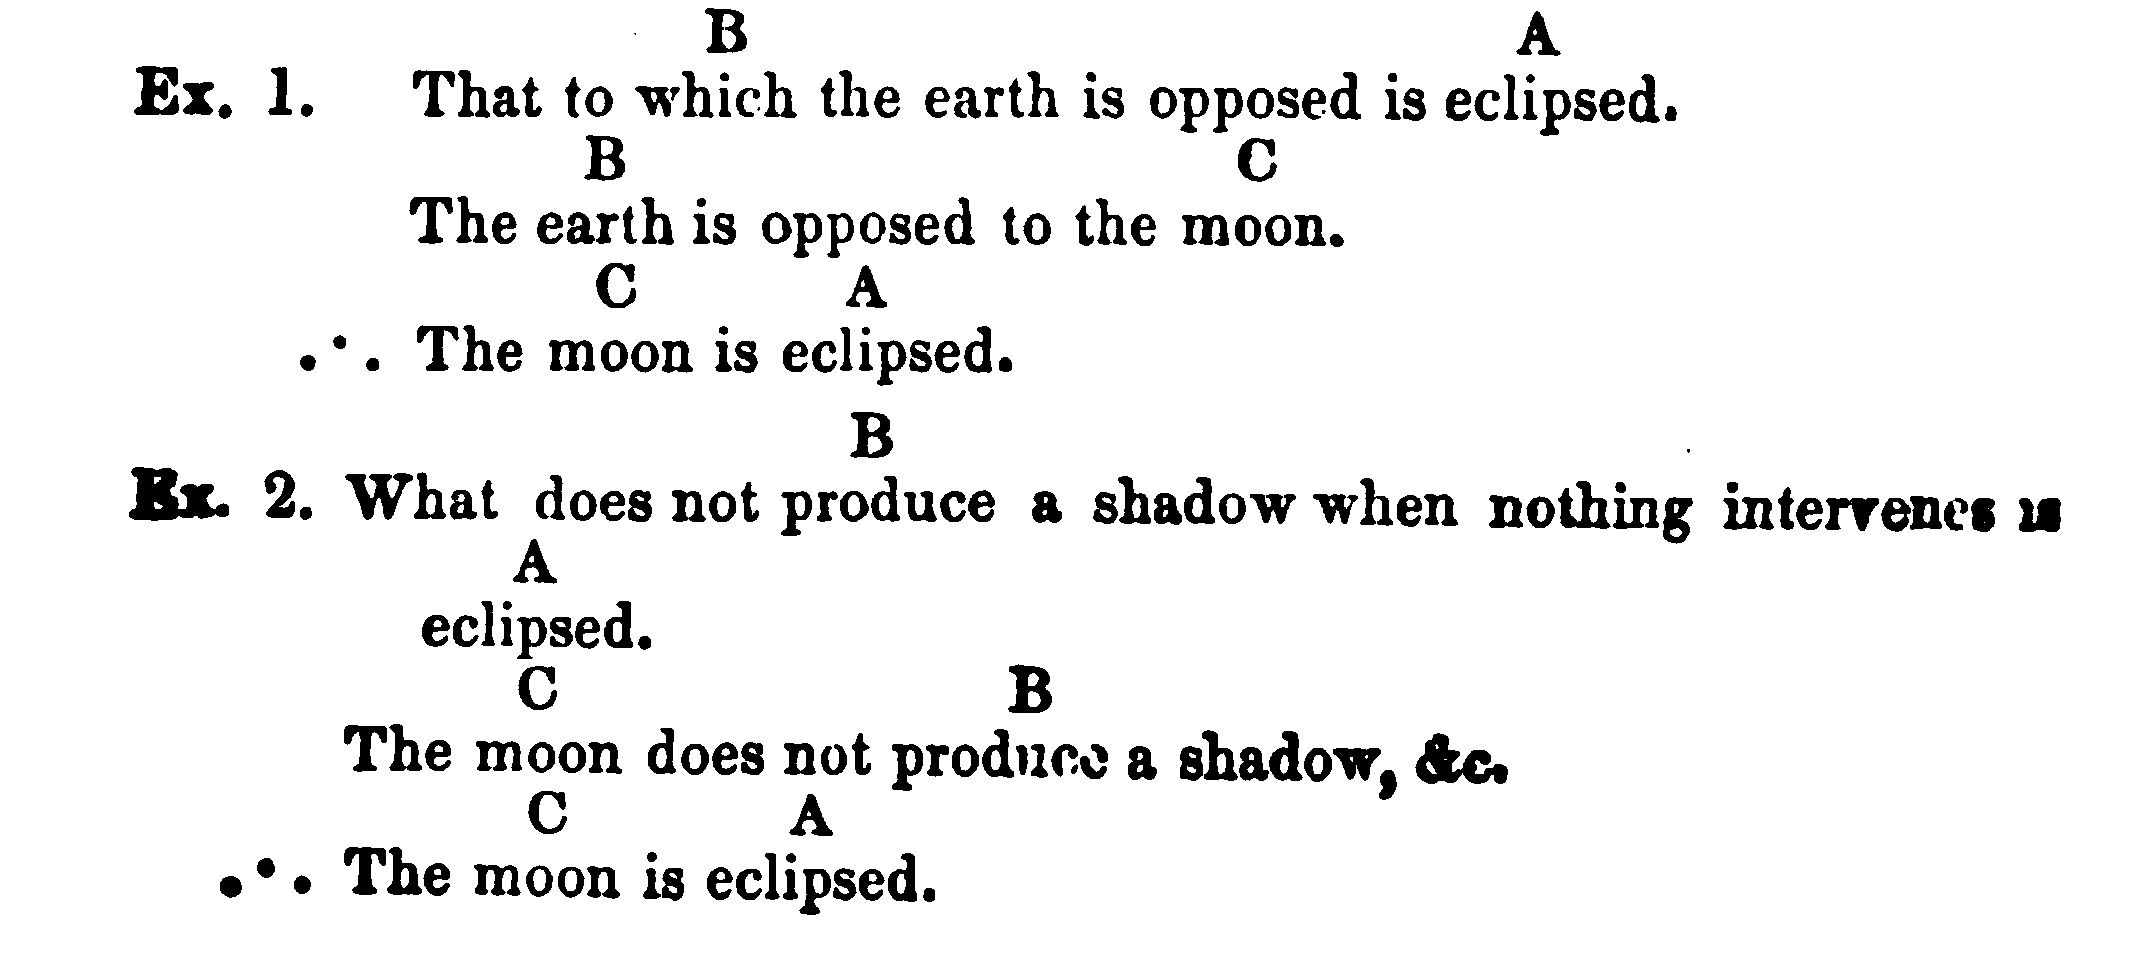 B A
Ex. 1. That to which the earth is opposed is eclipsed.
B C
The earth is opposed to the moon.
C A
∴ The moon is eclipsed.
B
Ex. 2. What does not produce a shadow when nothing intervenes is
A
eclipsed.
C B
The moon does not produce a shadow, &c.
C A
∴ The moon is eclipsed.